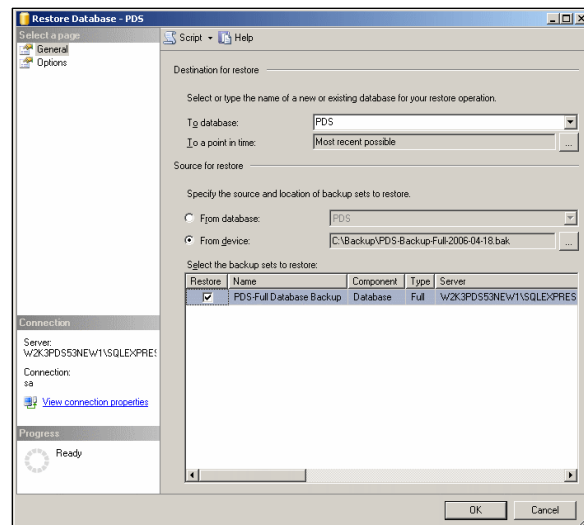 Restore Database - PDS
Select a page
General
Options
Script
Help
Destination for restore
Select or type the name of a new or existing database for your restore operation.
To database:
PDS
To a point in time:
Most recent possible
...
Source for restore
Specify the source and location of backup sets to restore.
From database:
PDS
From device:
C:\Backup\PDS-Backup-Full-2006-04-18.bak
...
Select the backup sets to restore:
Restore Name Component Type Server
PDS-Full Database Backup Database Full W2K3PDS53NEW1\SQLEXPRES
Connection
Server:
W2K3PDS53NEW1\SQLEXPRES
Connection:
sa
View connection properties
Progress
Ready
OK
Cancel